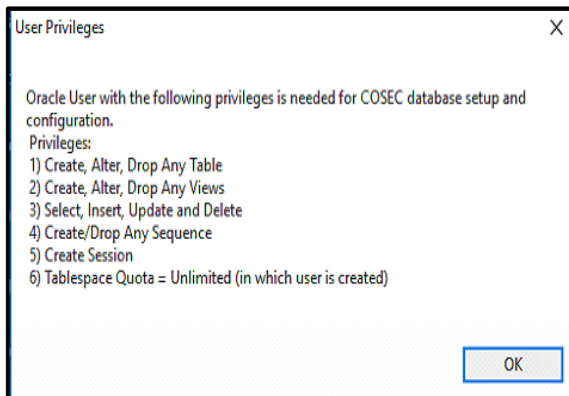 User Privileges
X
Oracle User with the following privileges is needed for COSEC database setup and
configuration.
Privileges:
1) Create, Alter, Drop Any Table
2) Create, Alter, Drop Any Views
3) Select, Insert, Update and Delete
4) Create/Drop Any Sequence
5) Create Session
6) Tablespace Quota = Unlimited (in which user is created)
OK